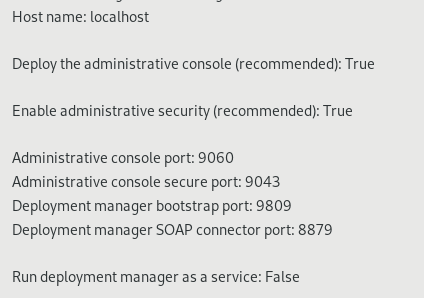 Host name: localhost
Deploy the administrative console (recommended): True
Enable administrative security (recommended): True
Administrative console port: 9060
Administrative console secure port: 9043
Deployment manager bootstrap port: 9809
Deployment manager SOAP connector port: 8879
Run deployment manager as a service: False